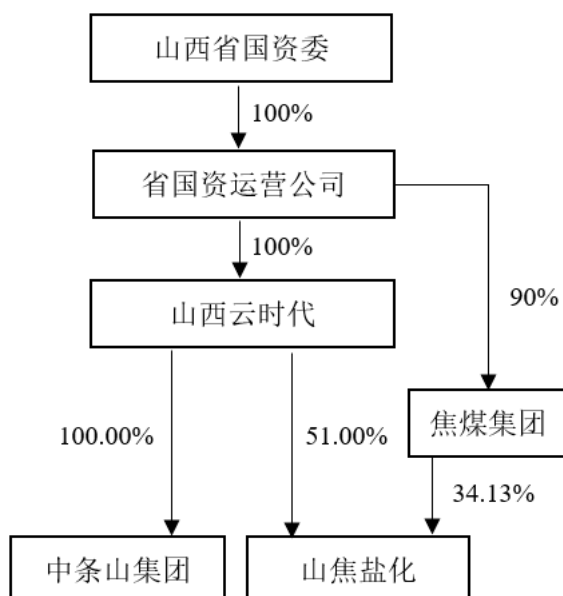 山西省国资委
100%
省国资运营公司
100%
山西云时代
90%
焦煤集团
100.00%
51.00%
34.13%
中条山集团
山焦盐化